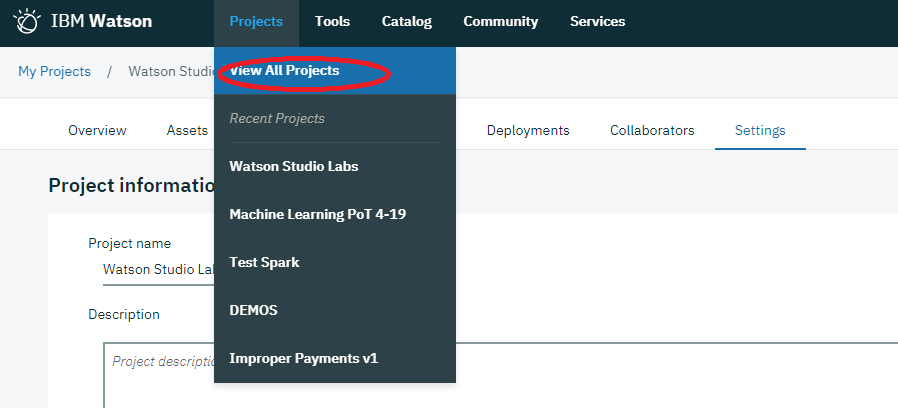 IBM Watson Projects Tools Catalog Community Services
My Projects / Watson Studio
View All Projects
Recent Projects
Watson Studio Labs
Machine Learning PoT 4-19
Test Spark
DEMOS
Improper Payments v1
Overview Assets Deployments Collaborators Settings
Project information
Project name
Watson Studio Lab
Description
Project description